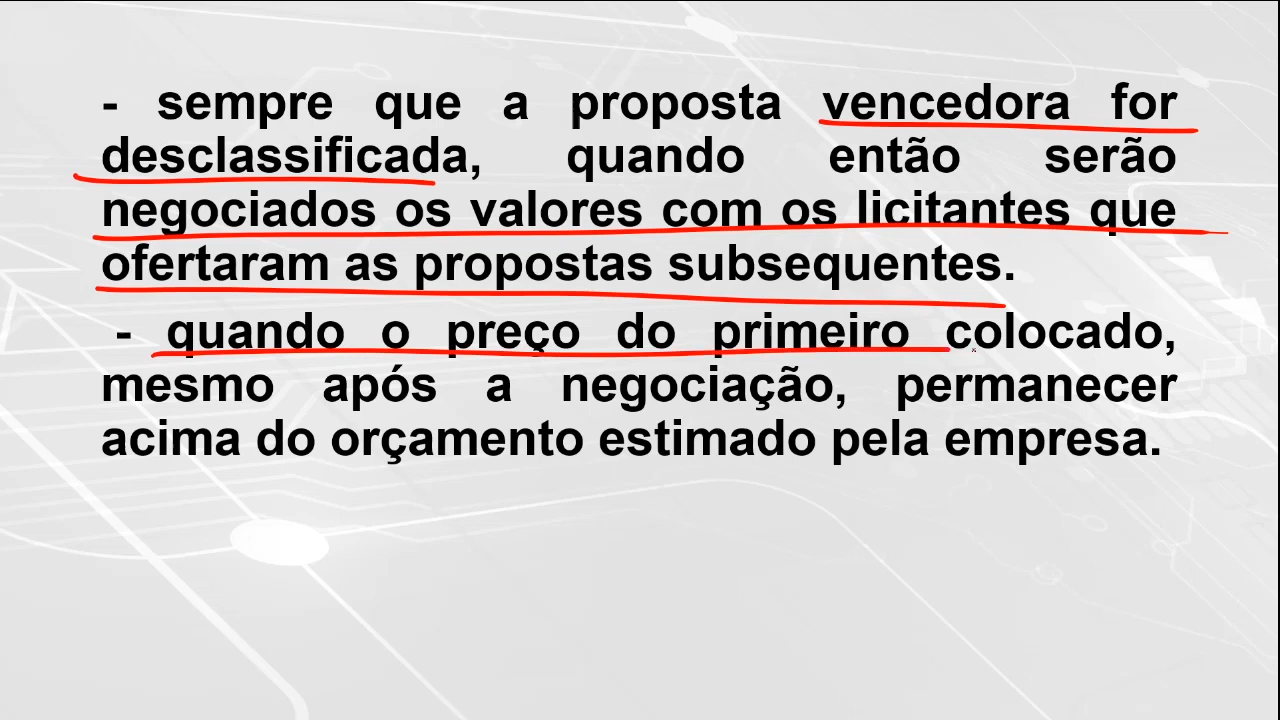 - sempre que a proposta vencedora for
desclassificada, quando então serão
negociados os valores com os licitantes que
ofertaram as propostas subsequentes.
- quando o preço do primeiro colocado,
mesmo após a negociação, permanecer
acima do orçamento estimado pela empresa.